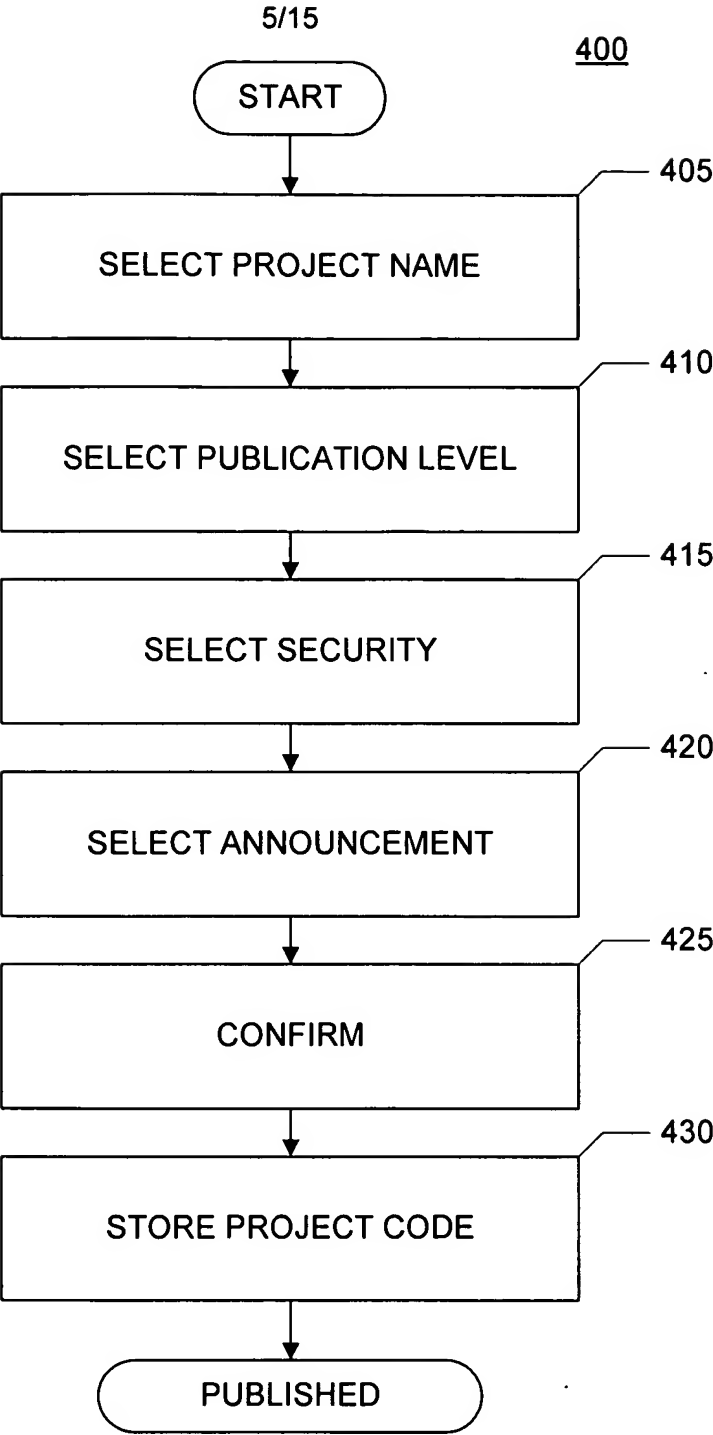 5/15
400
START
405
SELECT PROJECT NAME
410
SELECT PUBLICATION LEVEL
415
SELECT SECURITY
420
SELECT ANNOUNCEMENT
425
CONFIRM
430
STORE PROJECT CODE
PUBLISHED